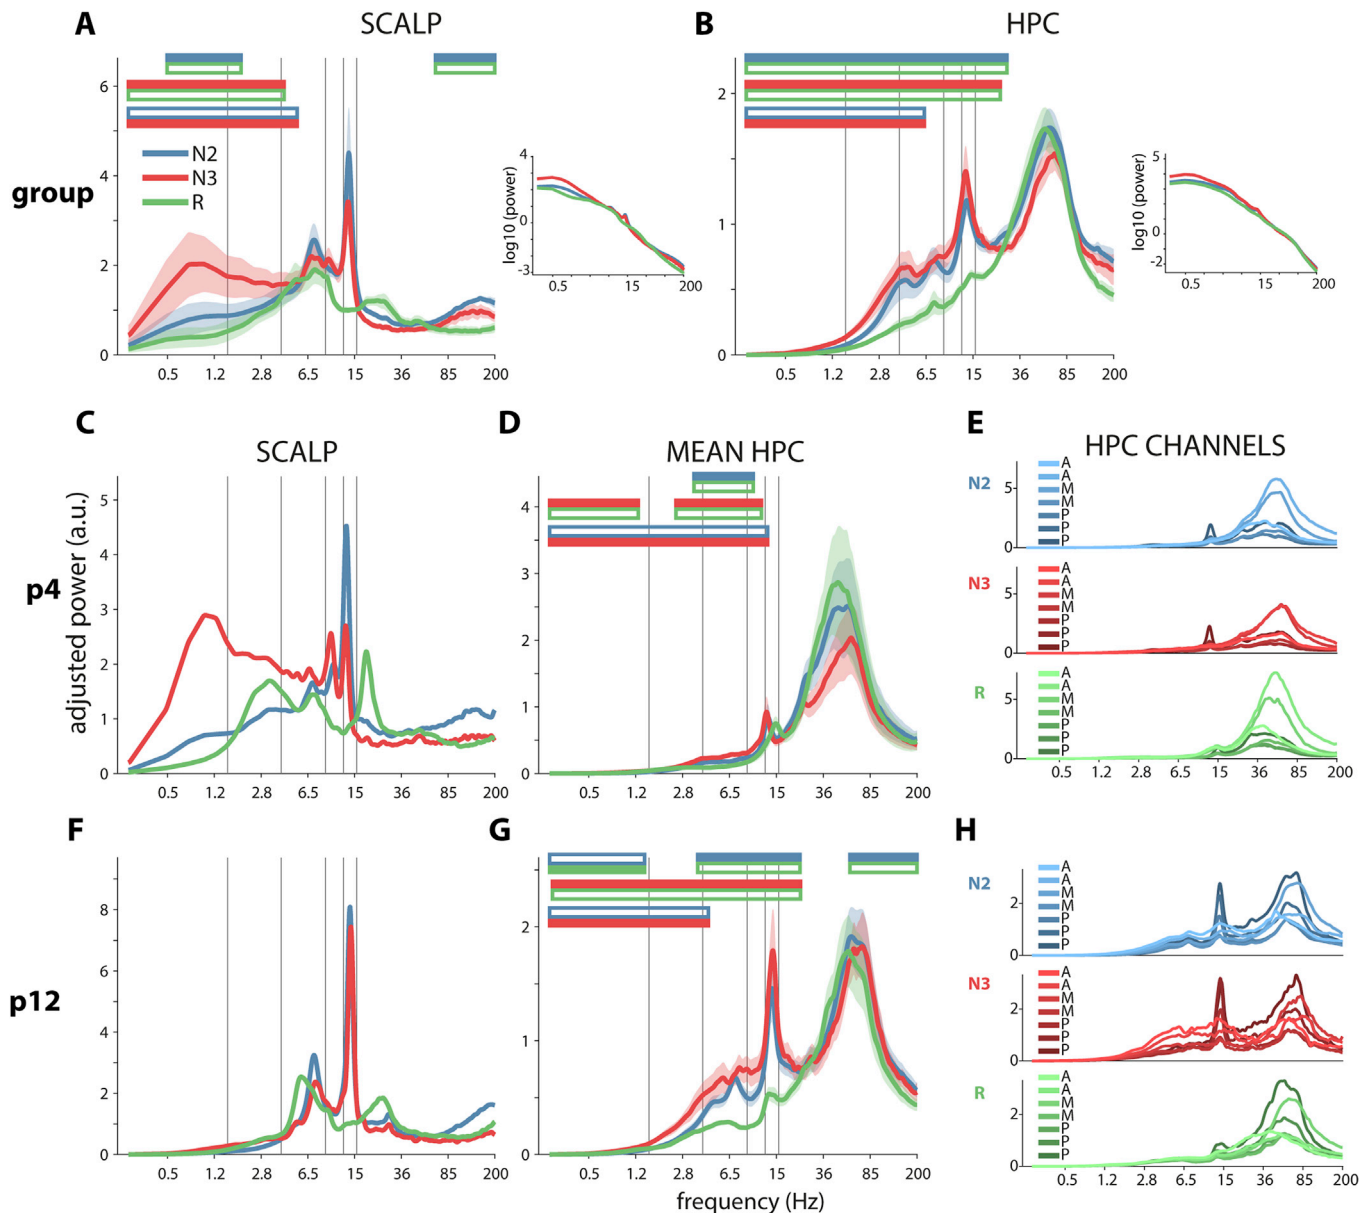 A
SCALP
B
HPC
group
6
4
2
0
N2
N3
R
0.5 1.2 2.8 6.5 15 36 85 200
log10 (power)
4
0
-3
0.5 15 200
2
1
0
0.5 1.2 2.8 6.5 15 36 85 200
log10 (power)
5
0
-2
0.5 15 200
C
SCALP
D
MEAN HPC
E
HPC CHANNELS
p4
adjusted power (a.u.)
5
4
3
2
1
0
0.5 1.2 2.8 6.5 15 36 85 200
4
3
2
1
0
0.5 1.2 2.8 6.5 15 36 85 200
N2
5
0
A
A
M
M
P
P
P
N3
5
0
A
A
M
M
P
P
P
R
5
0
A
A
M
M
P
P
P
0.5 1.2 2.8 6.5 15 36 85 200
F
G
H
p12
8
6
4
2
0
0.5 1.2 2.8 6.5 15 36 85 200
2
1
0
0.5 1.2 2.8 6.5 15 36 85 200
frequency (Hz)
N2
2
0
A
A
M
M
P
P
P
N3
2
0
A
A
M
M
P
P
P
R
2
0
A
A
M
M
P
P
P
0.5 1.2 2.8 6.5 15 36 85 200